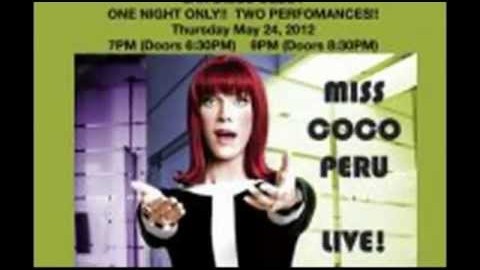 ONE NIGHT ONLY!! TWO PERFOMANCES!!
Thursday May 24, 2012
7PM (Doors 6:30PM) 9PM (Doors 8:30PM)
MISS
COCO
PERU
LIVE!